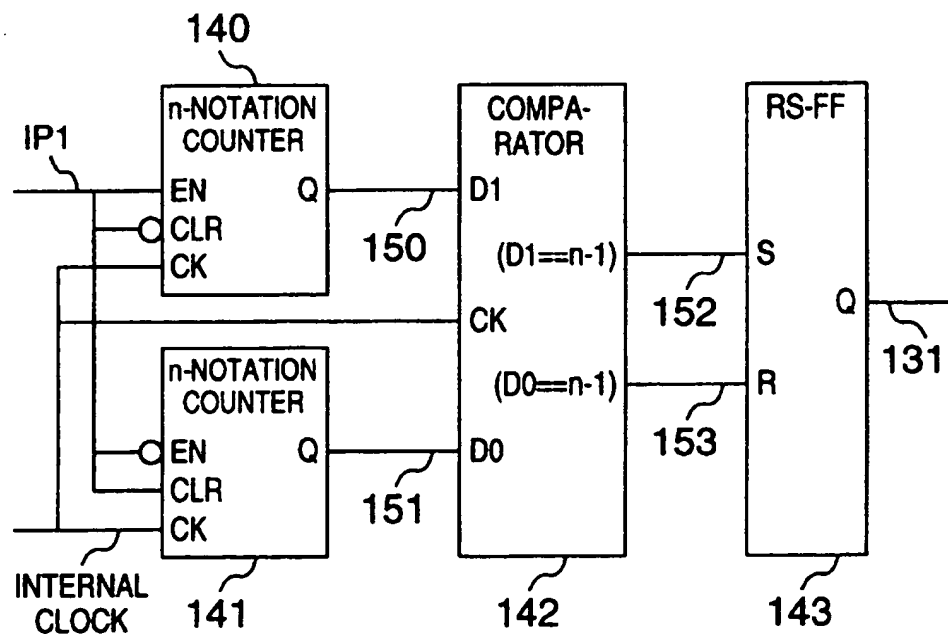 140
n-NOTATION
COUNTER
IP1
EN
Q
CLR
CK
150
COMPA-
RATOR
D1
(D1==n-1)
CK
(D0==n-1)
D0
152
153
RS-FF
S
Q
R
131
n-NOTATION
COUNTER
EN
Q
CLR
CK
151
INTERNAL
CLOCK
141
142
143